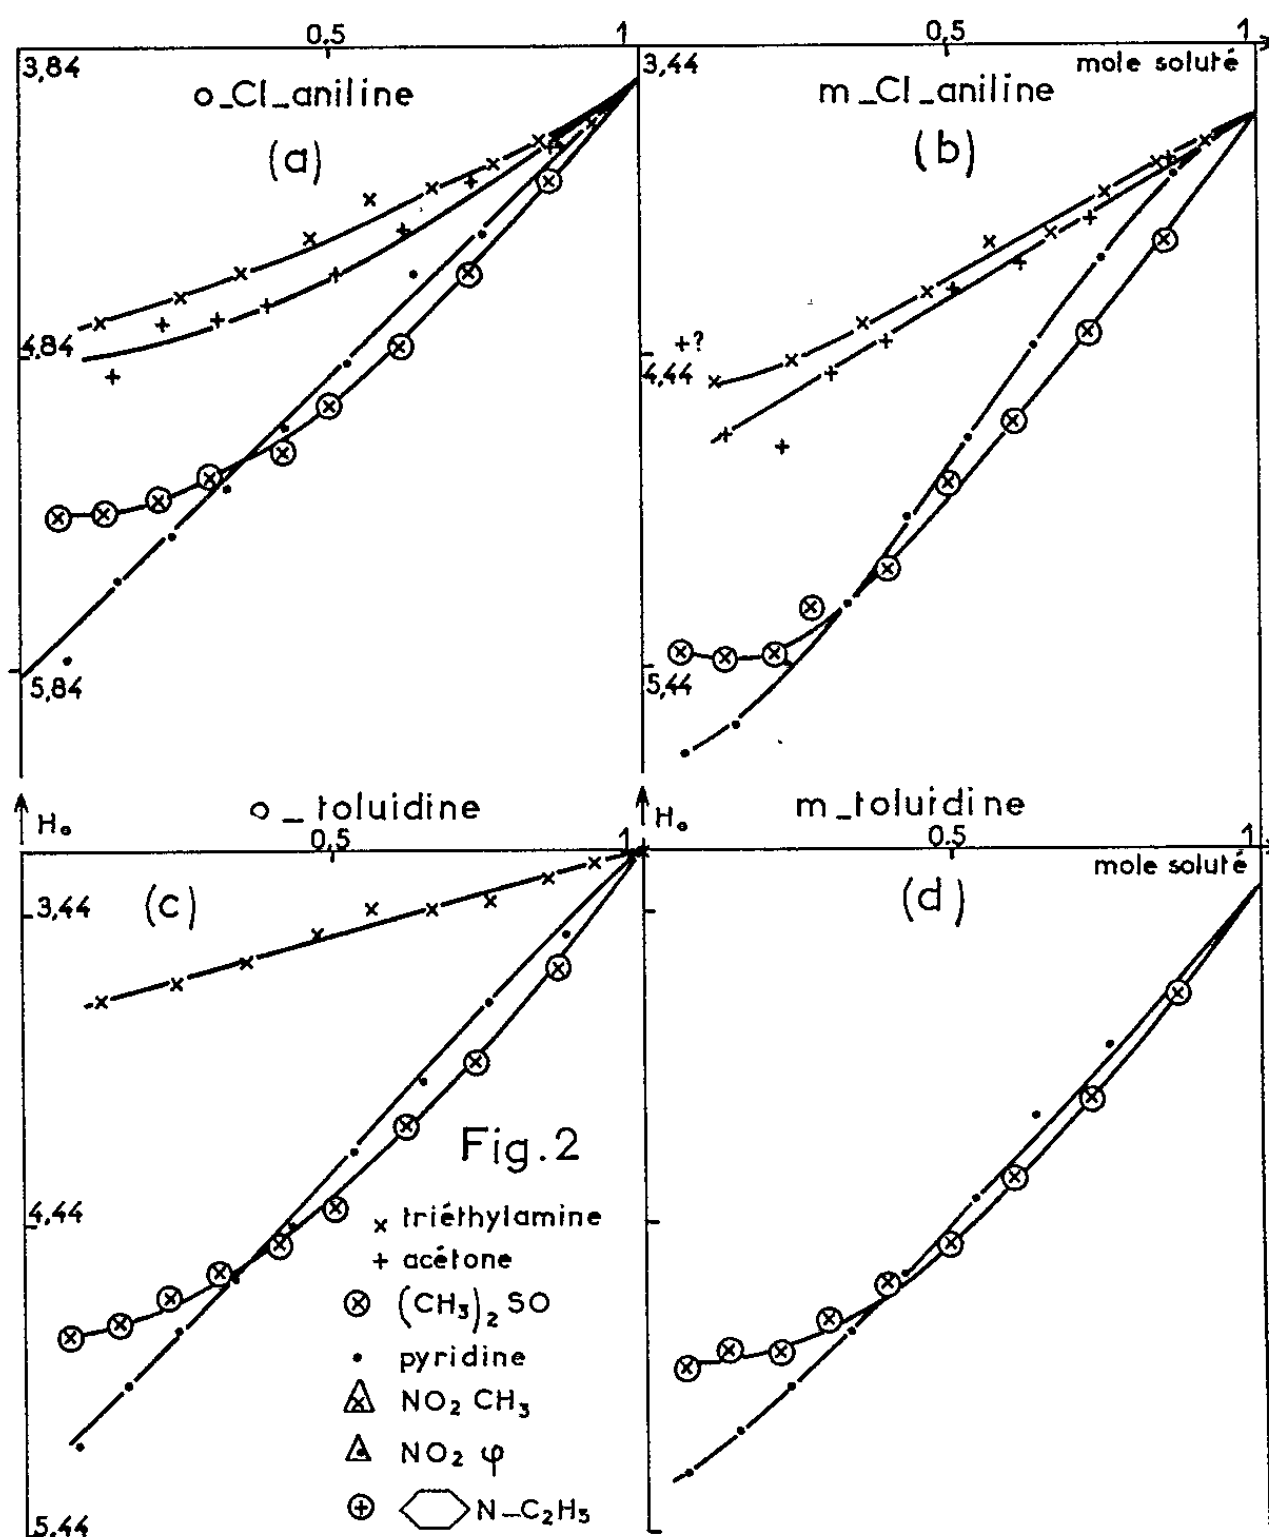 0,5
1
0,5
1
3,84
3,44
mole soluté
o_Cl_aniline
m_Cl_aniline
(a)
(b)
4,84
+?
4,44
5,84
5,44
o_toluidine
m_toluidine
H₀
0,5
1
H₀
0,5
1
mole soluté
(c)
(d)
3,44
Fig.2
4,44
x triéthylamine
+ acétone
⊗ (CH₃)₂ SO
• pyridine
NO₂ CH₃
NO₂ φ
⊕ N_C₂H₅
5,44